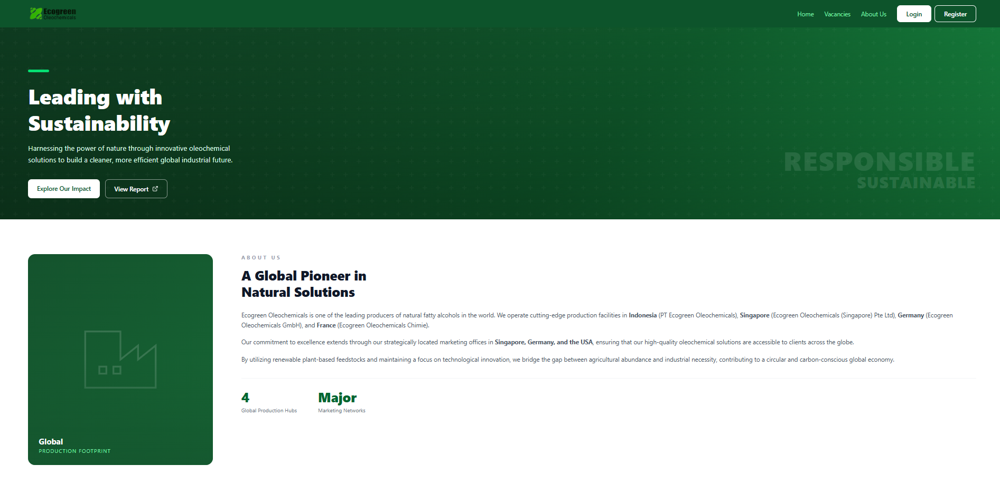 Ecogreen
Oleochemicals
Home
Vacancies
About Us
Login
Register
Leading with
Sustainability
Harnessing the power of nature through innovative oleochemical
solutions to build a cleaner, more efficient global industrial future.
Explore Our Impact
View Report
RESPONSIBLE
SUSTAINABLE
Global
PRODUCTION FOOTPRINT
ABOUT US
A Global Pioneer in
Natural Solutions
Ecogreen Oleochemicals is one of the leading producers of natural fatty alcohols in the world. We operate cutting-edge production facilities in Indonesia (PT Ecogreen Oleochemicals), Singapore (Ecogreen Oleochemicals (Singapore) Pte Ltd), Germany (Ecogreen
Oleochemicals GmbH), and France (Ecogreen Oleochemicals Chimie).
Our commitment to excellence extends through our strategically located marketing offices in Singapore, Germany, and the USA, ensuring that our high-quality oleochemical solutions are accessible to clients across the globe.
By utilizing renewable plant-based feedstocks and maintaining a focus on technological innovation, we bridge the gap between agricultural abundance and industrial necessity, contributing to a circular and carbon-conscious global economy.
4
Global Production Hubs
Major
Marketing Networks